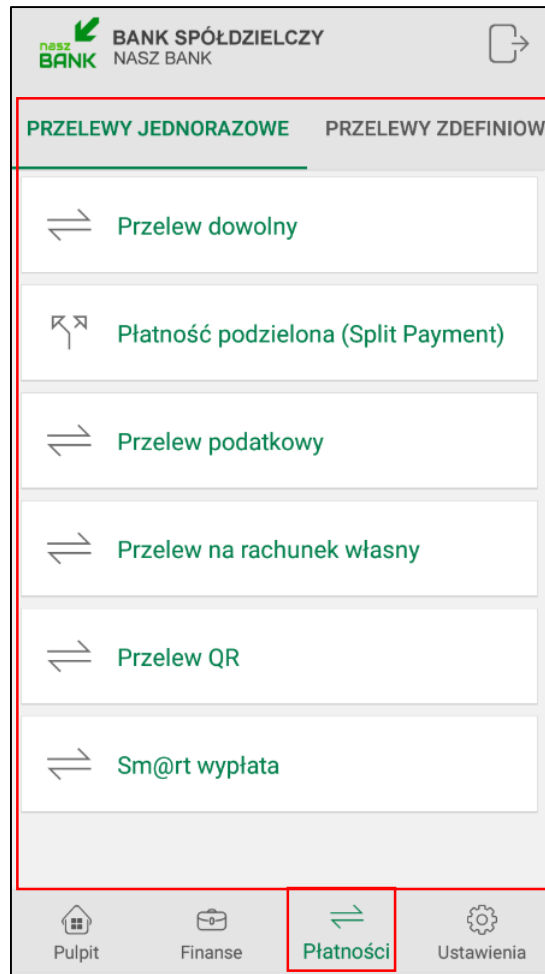 nasz
BANK
BANK SPÓŁDZIELCZY
NASZ BANK
PRZELEWY JEDNORAZOWE PRZELEWY ZDEFINIOW
Przelew dowolny
Płatność podzielona (Split Payment)
Przelew podatkowy
Przelew na rachunek własny
Przelew QR
Sm@rt wypłata
Pulpit Finanse Płatności Ustawienia